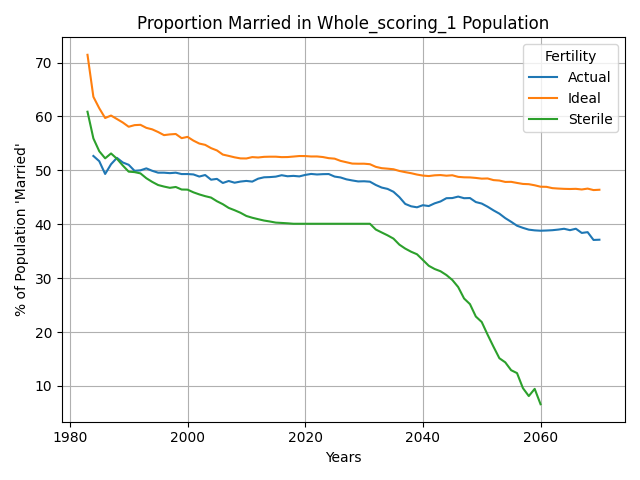 Proportion Married in Whole_scoring_1 Population
% of Population 'Married'
70
60
50
40
30
20
10
Fertility
Actual
Ideal
Sterile
1980
2000
2020
2040
2060
Years